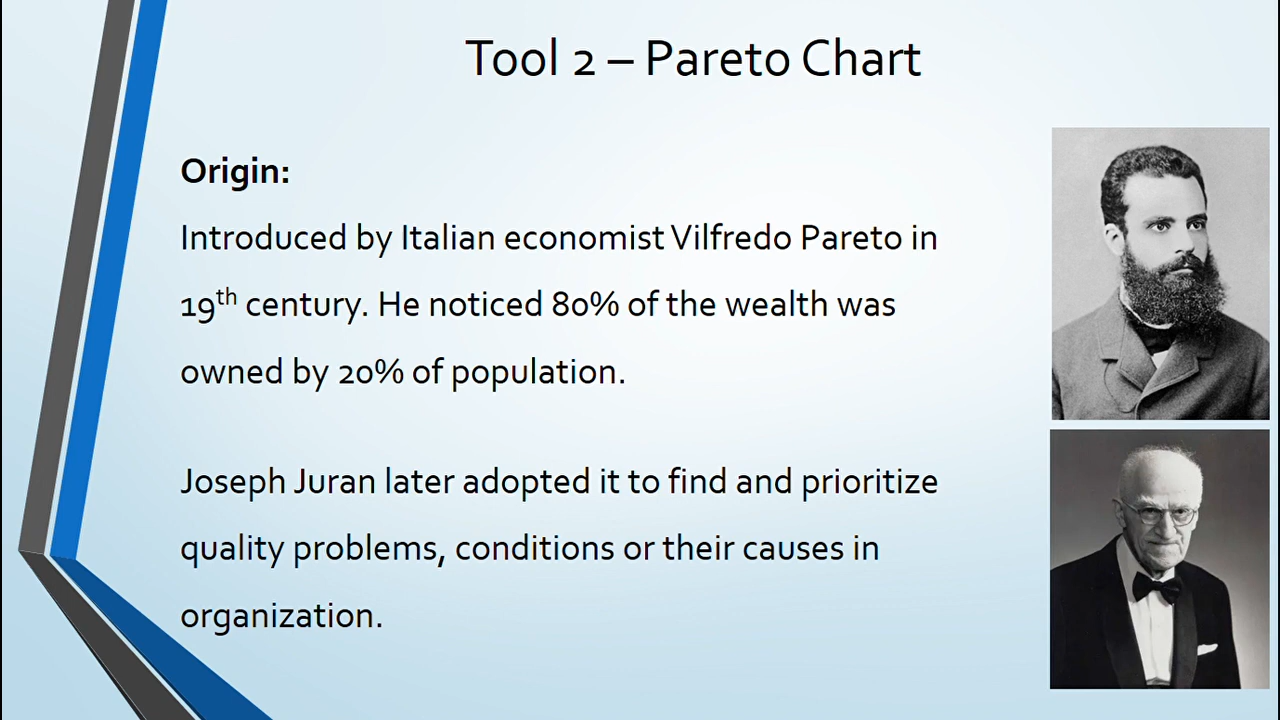 Tool 2 – Pareto Chart
Origin:
Introduced by Italian economist Vilfredo Pareto in
19th century. He noticed 80% of the wealth was
owned by 20% of population.
Joseph Juran later adopted it to find and prioritize
quality problems, conditions or their causes in
organization.